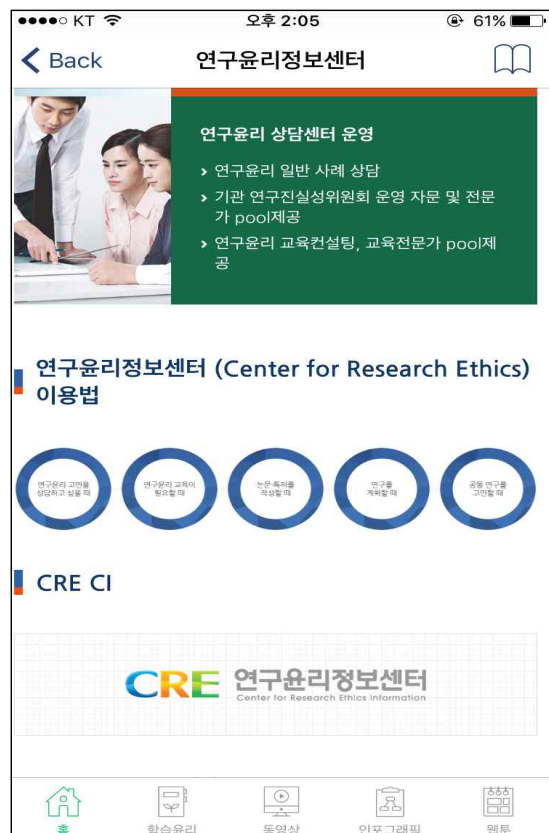 KT 오후 2:05 61%
Back 연구윤리정보센터
연구윤리 상담센터 운영
› 연구윤리 일반 사례 상담
› 기관 연구진실성위원회 운영 자문 및 전문
가 pool제공
› 연구윤리 교육컨설팅, 교육전문가 pool제
공
연구윤리정보센터 (Center for Research Ethics)
이용법
연구윤리 고민을
상담하고 싶을 때
연구윤리 교육이
필요할 때
논문·특허를
작성할 때
연구를
계획할 때
공동 연구를
고민할 때
CRE CI
CRE 연구윤리정보센터
Center for Research Ethics Information
홈 학습윤리 동영상 인포그래픽 웹툰